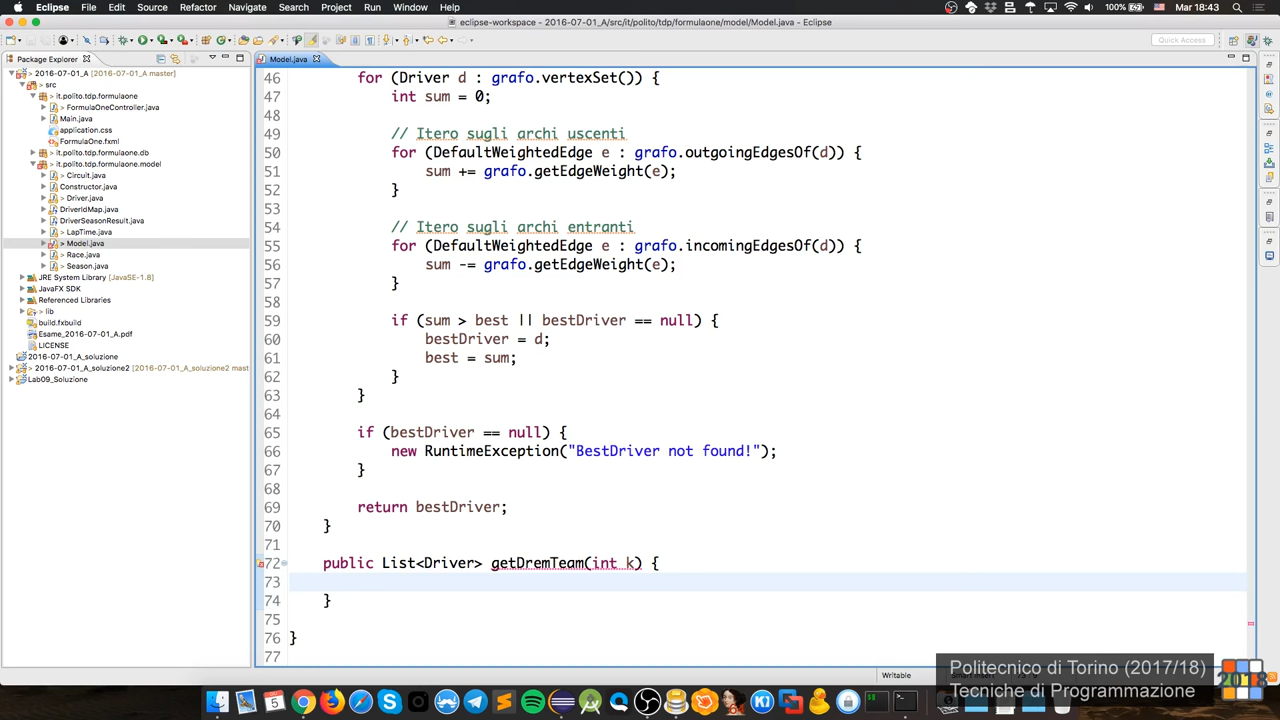 Eclipse File Edit Source Refactor Navigate Search Project Run Window Help 100% Mar 18:43
eclipse-workspace - 2016-07-01_A/src/it/polito/tdp/formulaone/model/Model.java - Eclipse
Quick Access
Package Explorer
Model.java
> 2016-07-01_A [2016-07-01_A master]
> src
> it.polito.tdp.formulaone
> FormulaOneController.java
> Main.java
application.css
FormulaOne.fxml
> it.polito.tdp.formulaone.db
> it.polito.tdp.formulaone.model
> Circuit.java
Constructor.java
> Driver.java
DriverIdMap.java
DriverSeasonResult.java
> LapTime.java
> Model.java
> Race.java
> Season.java
JRE System Library [JavaSE-1.8]
JavaFX SDK
Referenced Libraries
> lib
build.fxbuild
Esame_2016-07-01_A.pdf
LICENSE
2016-07-01_A_soluzione
> 2016-07-01_A_soluzione2 [2016-07-01_A mast
Lab09_Soluzione
46 for (Driver d : grafo.vertexSet()) {
47 int sum = 0;
48
49 // Itero sugli archi uscenti
50 for (DefaultWeightedEdge e : grafo.outgoingEdgesOf(d)) {
51 sum += grafo.getEdgeWeight(e);
52 }
53
54 // Itero sugli archi entranti
55 for (DefaultWeightedEdge e : grafo.incomingEdgesOf(d)) {
56 sum -= grafo.getEdgeWeight(e);
57 }
58
59 if (sum > best || bestDriver == null) {
60 bestDriver = d;
61 best = sum;
62 }
63 }
64
65 if (bestDriver == null) {
66 new RuntimeException("BestDriver not found!");
67 }
68
69 return bestDriver;
70 }
71
72 public List<Driver> getDremTeam(int k) {
73
74 }
75
76 }
77
Writable
Politecnico di Torino (2017/18)
Tecniche di Programmazione
2018